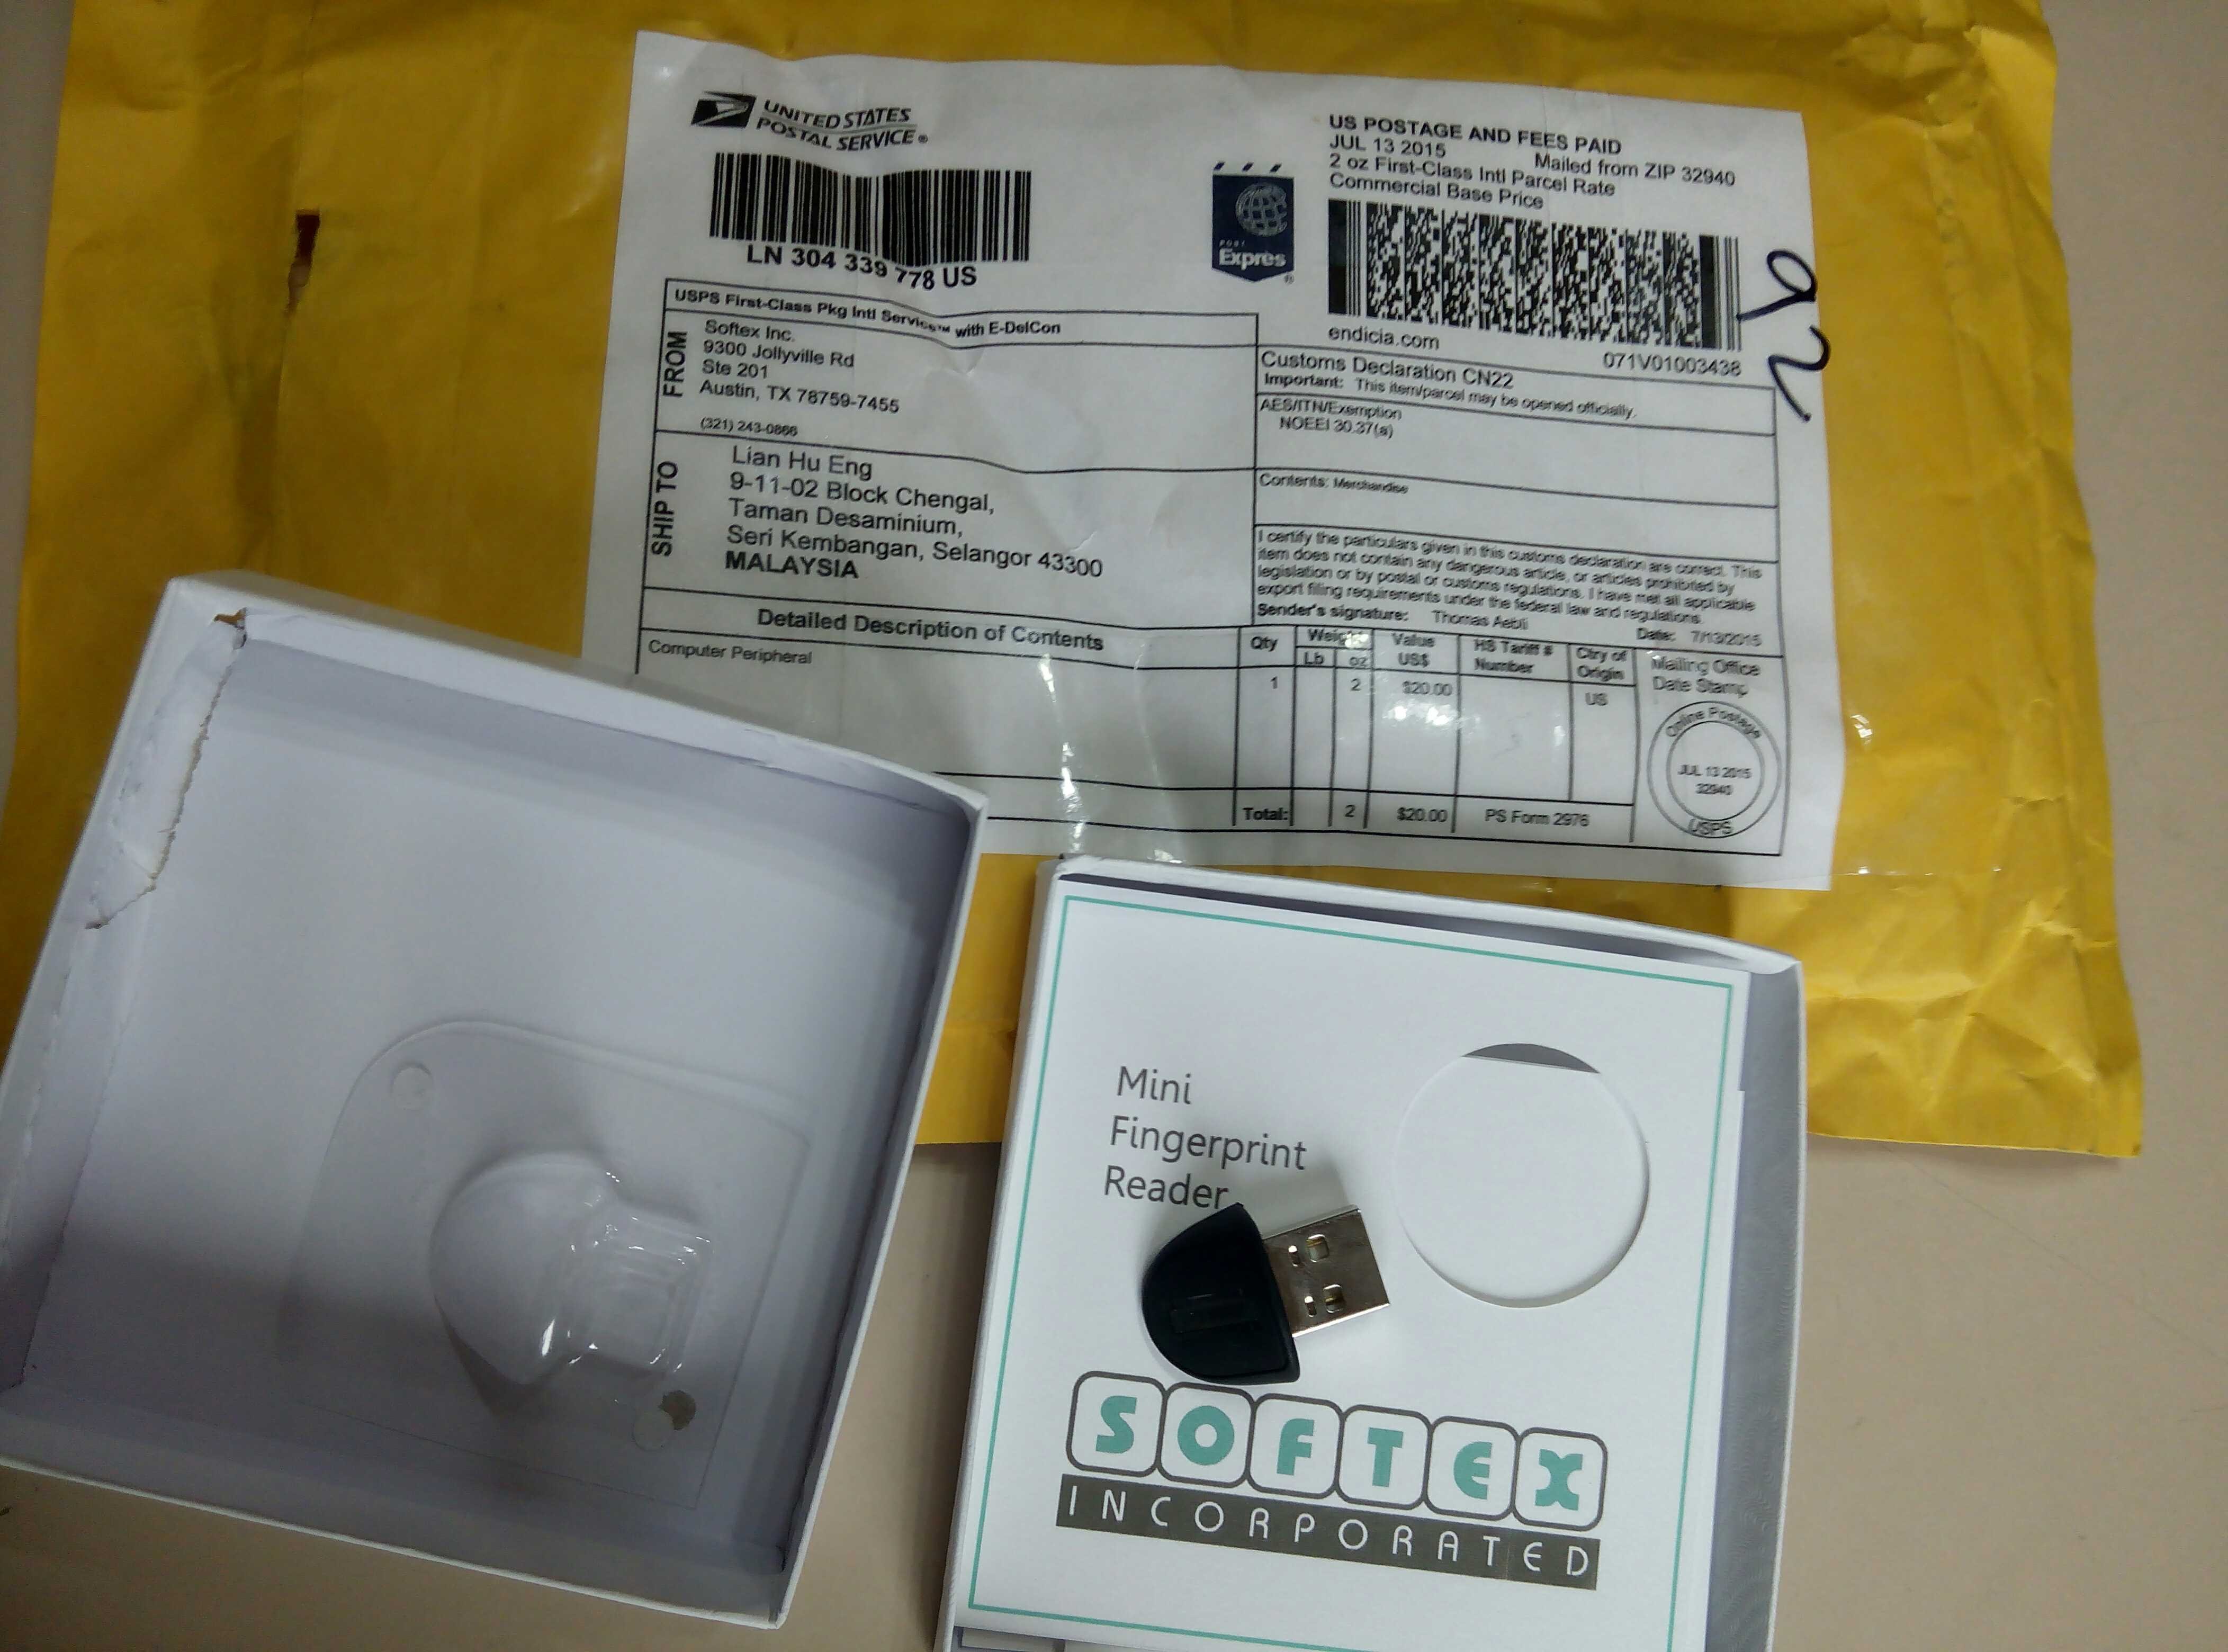 UNITED STATES
POSTAL SERVICE®
LN 304 339 778 US
POST
Expres
®
US POSTAGE AND FEES PAID
JUL 13 2015 Mailed from ZIP 32940
2 oz First-Class Intl Parcel Rate
Commercial Base Price
92
endicia.com 071V01003438
USPS First-Class Pkg Intl Service™ with E-DelCon
FROM
Softex Inc.
9300 Jollyville Rd
Ste 201
Austin, TX 78759-7455
(321) 243-0866
SHIP TO
Lian Hu Eng
9-11-02 Block Chengal,
Taman Desaminium,
Seri Kembangan, Selangor 43300
MALAYSIA
Customs Declaration CN22
Important: This item/parcel may be opened officially.
AES/ITN/Exemption
NOEEI 30.37(a)
Contents: Merchandise
I certify the particulars given in this customs declaration are correct. This
item does not contain any dangerous article, or articles prohibited by
legislation or by postal or customs regulations. I have met all applicable
export filing requirements under the federal law and regulations.
Sender's signature: Thomas Aebli Date: 7/13/2015
Detailed Description of Contents
Qty Weight Value HS Tariff # Ctry of Mailing Office
Lb oz US$ Number Origin Date Stamp
Computer Peripheral 1 2 $20.00 US
Online Postage
JUL 13 2015
32940
USPS
Total: 2 $20.00 PS Form 2976
Mini
Fingerprint
Reader
SOFTEX
INCORPORATED